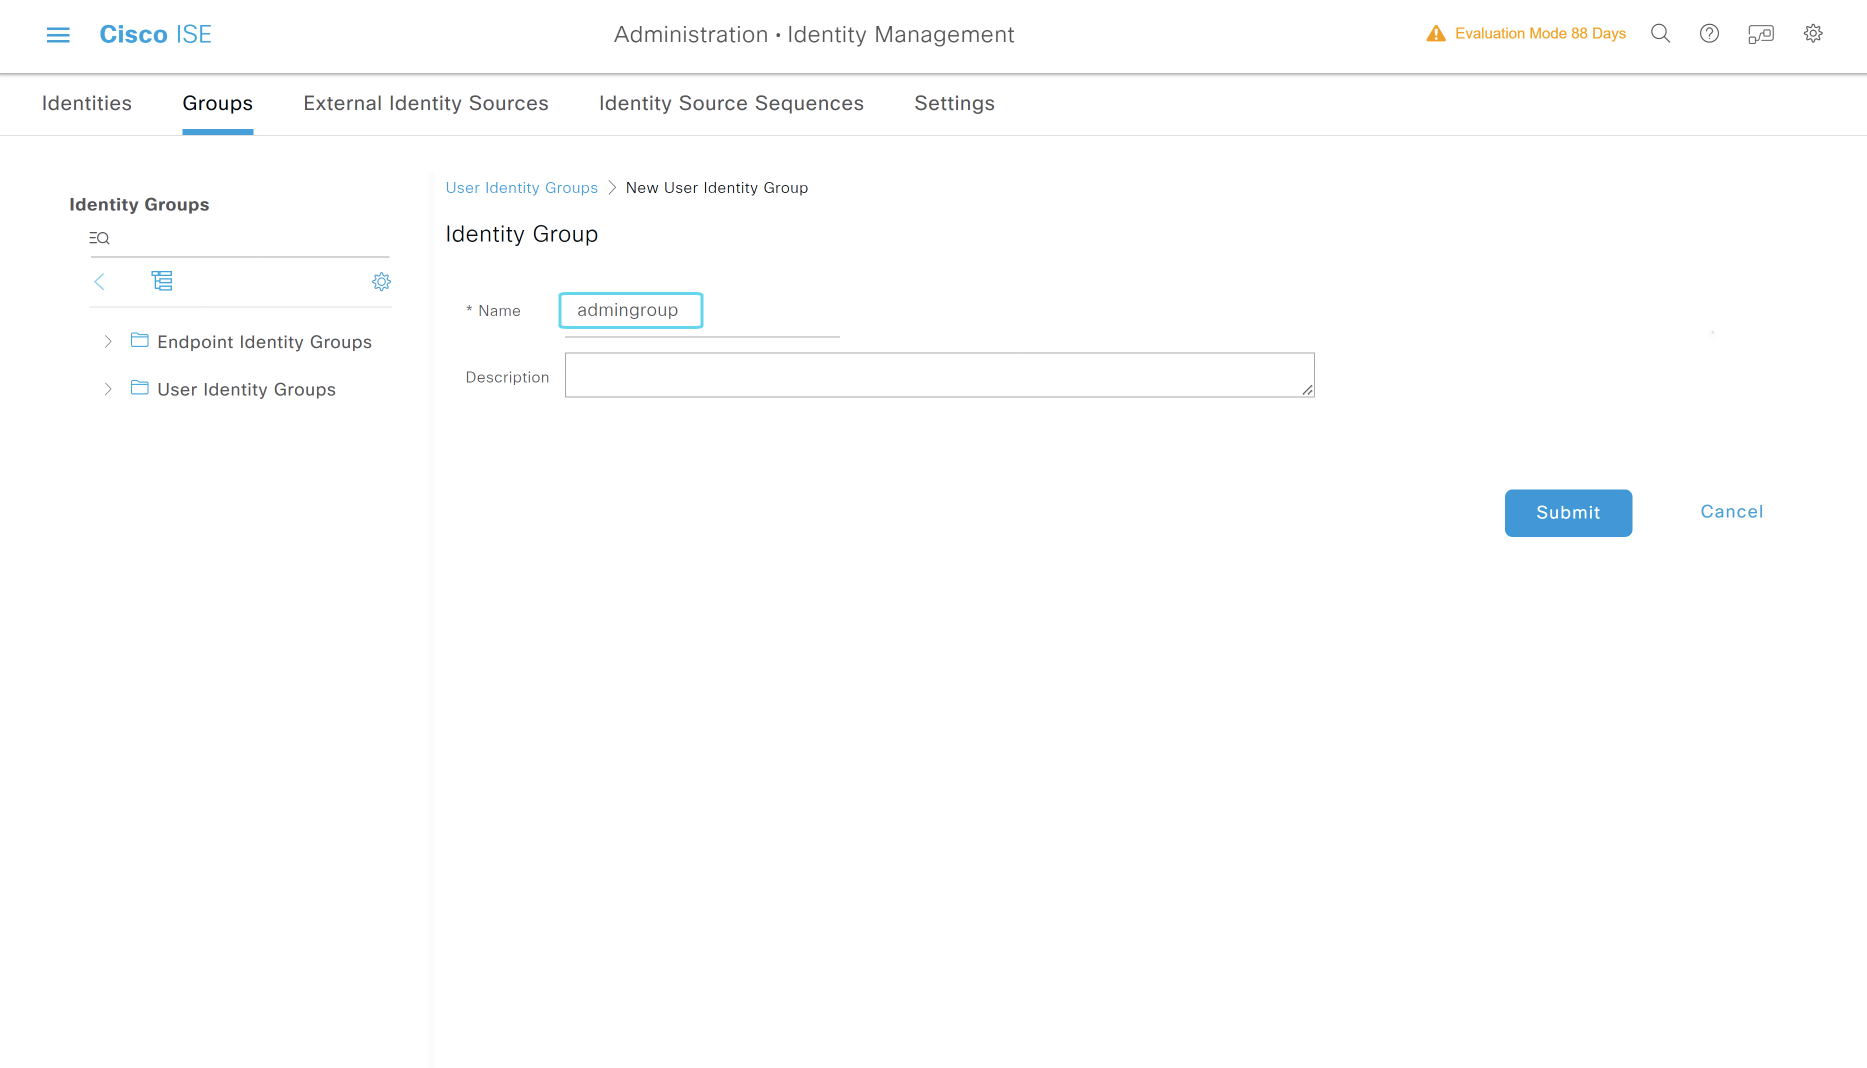 Cisco ISE
Administration • Identity Management
Evaluation Mode 88 Days
Identities
Groups
External Identity Sources
Identity Source Sequences
Settings
Identity Groups
Endpoint Identity Groups
User Identity Groups
User Identity Groups > New User Identity Group
Identity Group
* Name
admingroup
Description
Submit
Cancel